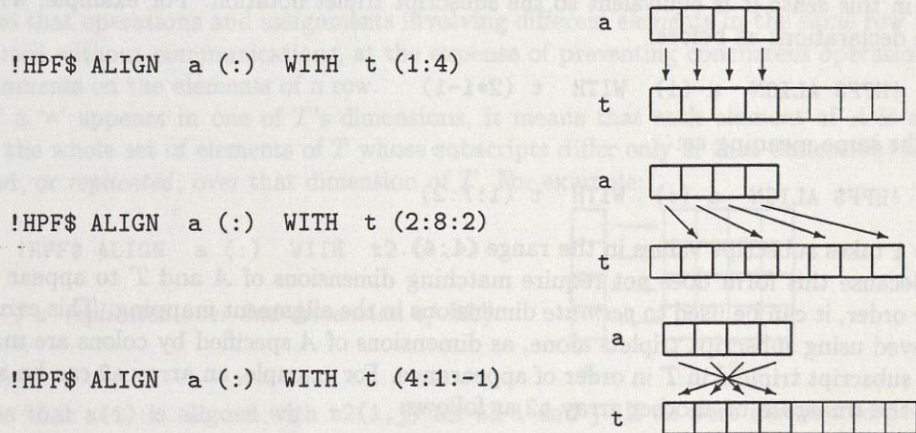 !HPF$ ALIGN a (:) WITH t (1:4)
a
t
!HPF$ ALIGN a (:) WITH t (2:8:2)
a
t
!HPF$ ALIGN a (:) WITH t (4:1:-1)
a
t